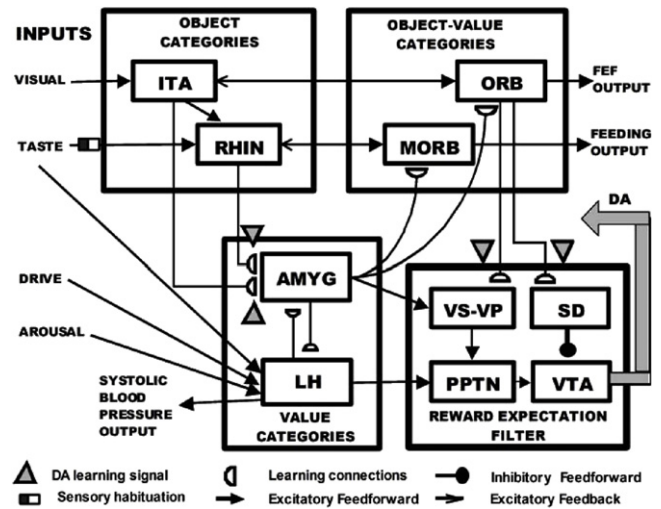 INPUTS
OBJECT
CATEGORIES
OBJECT-VALUE
CATEGORIES
VISUAL
ITA
ORB
FEF
OUTPUT
TASTE
RHIN
MORB
FEEDING
OUTPUT
DA
AMYG
VS-VP
SD
DRIVE
AROUSAL
LH
PPTN
VTA
SYSTOLIC
BLOOD
PRESSURE
OUTPUT
VALUE
CATEGORIES
REWARD EXPECTATION
FILTER
DA learning signal
Learning connections
Inhibitory Feedforward
Sensory habituation
Excitatory Feedforward
Excitatory Feedback